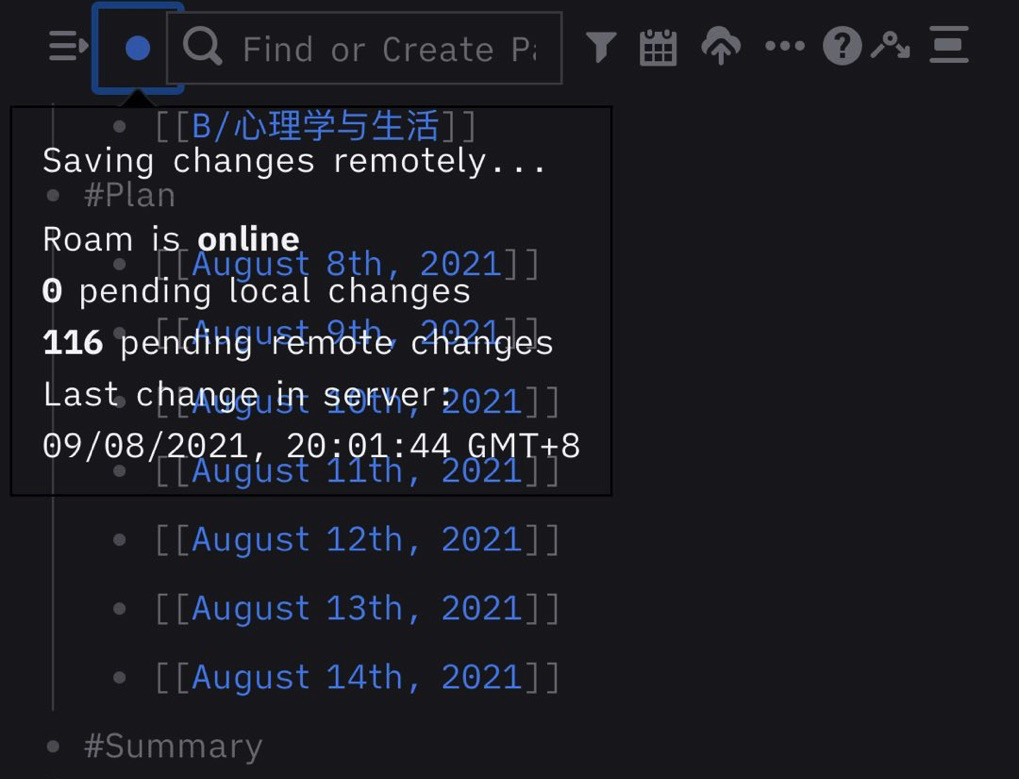 Find or Create Pa
[[B/心理学与生活]]
Saving changes remotely...
#Plan
Roam is online
[[August 8th, 2021]]
0 pending local changes
[[August 9th, 2021]]
116 pending remote changes
Last change in server:
[[August 10th, 2021]]
09/08/2021, 20:01:44 GMT+8
[[August 11th, 2021]]
[[August 12th, 2021]]
[[August 13th, 2021]]
[[August 14th, 2021]]
#Summary